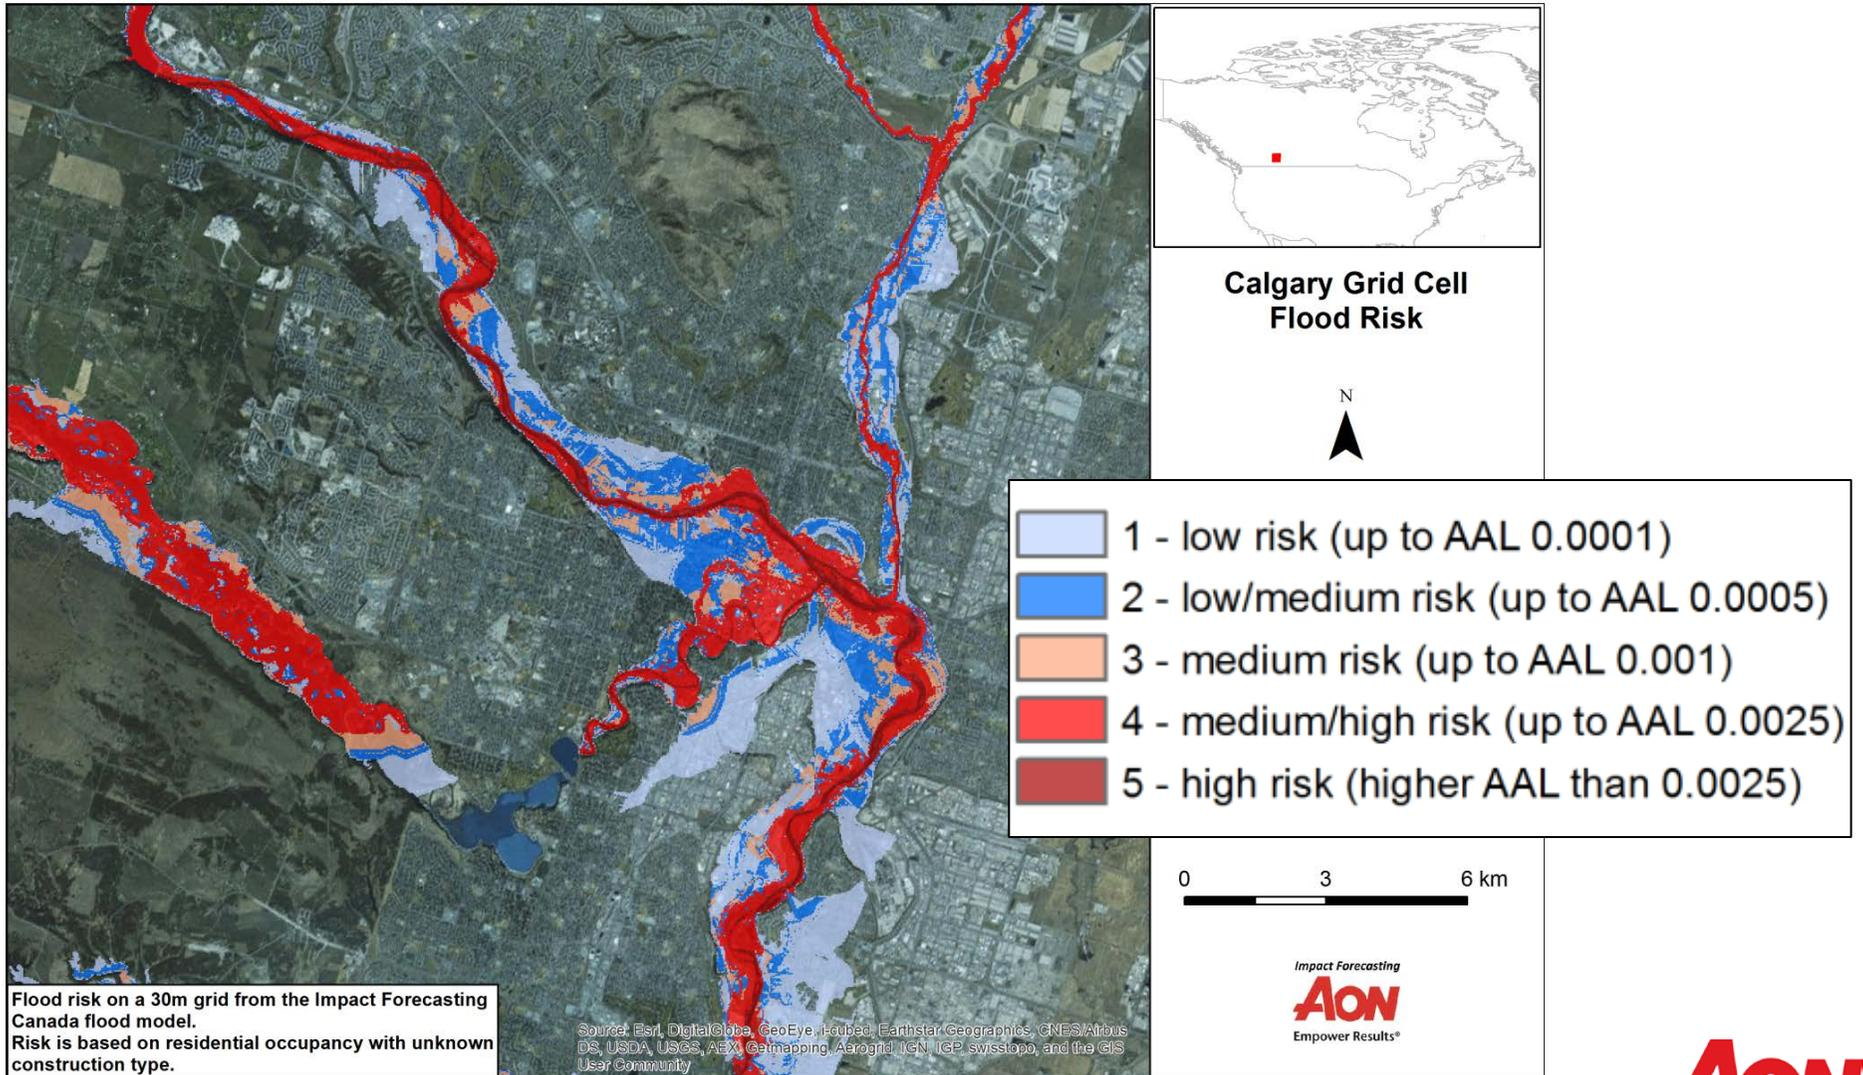 Calgary Grid Cell
Flood Risk
N
1 - low risk (up to AAL 0.0001)
2 - low/medium risk (up to AAL 0.0005)
3 - medium risk (up to AAL 0.001)
4 - medium/high risk (up to AAL 0.0025)
5 - high risk (higher AAL than 0.0025)
0 3 6 km
Impact Forecasting
AON
Empower Results®
Flood risk on a 30m grid from the Impact Forecasting
Canada flood model.
Risk is based on residential occupancy with unknown
construction type.
Source: Esri, DigitalGlobe, GeoEye, i-cubed, Earthstar Geographics, CNES/Airbus
DS, USDA, USGS, AEX, Getmapping, Aerogrid, IGN, IGP, swisstopo, and the GIS
User Community
AON